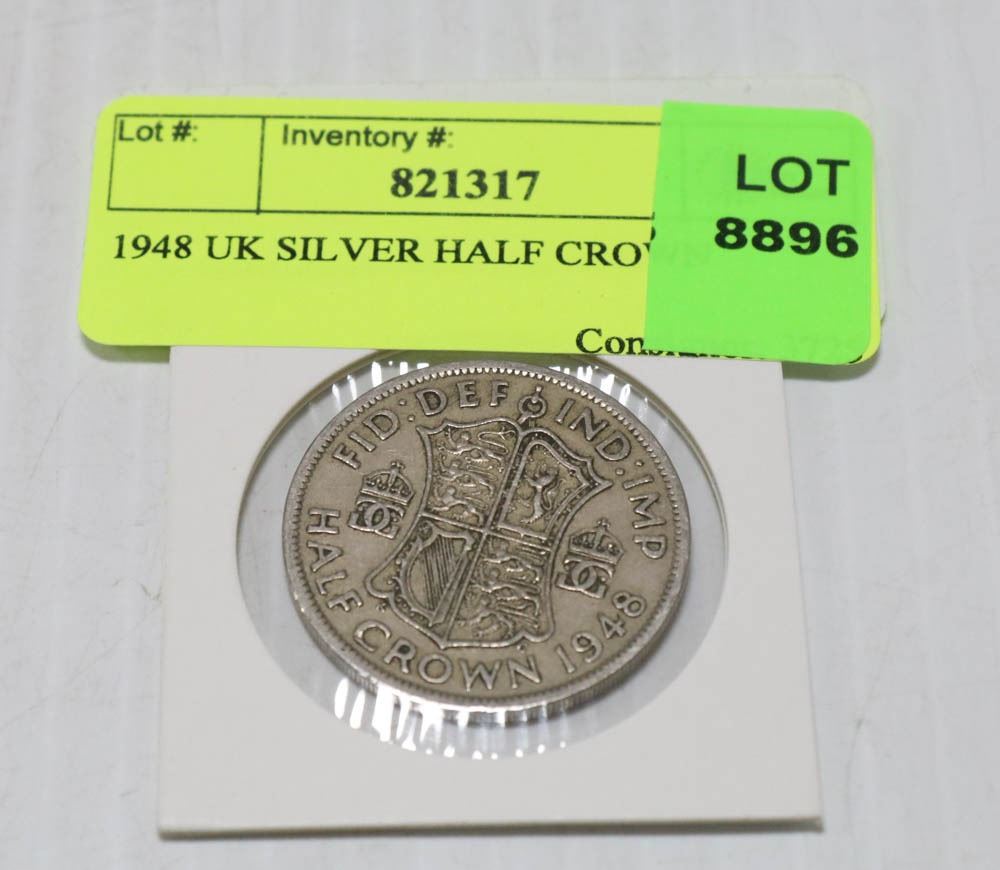 Lot #:
Inventory #:
821317
LOT
8896
1948 UK SILVER HALF CROWN
FID · DEF IND · IMP
HALF CROWN 1948